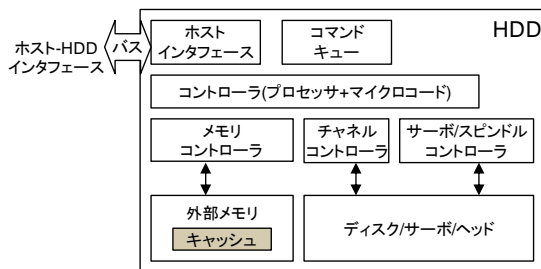 HDD
ホスト-HDD
インタフェース
バス
ホスト
インタフェース
コマンド
キュー
コントローラ(プロセッサ+マイクロコード)
メモリ
コントローラ
チャネル
コントローラ
サーボ/スピンドル
コントローラ
外部メモリ
キャッシュ
ディスク/サーボ/ヘッド